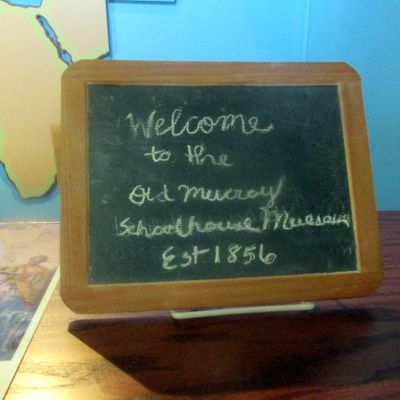 Welcome
to the
Old Murray
Schoolhouse Museum
Est 1856